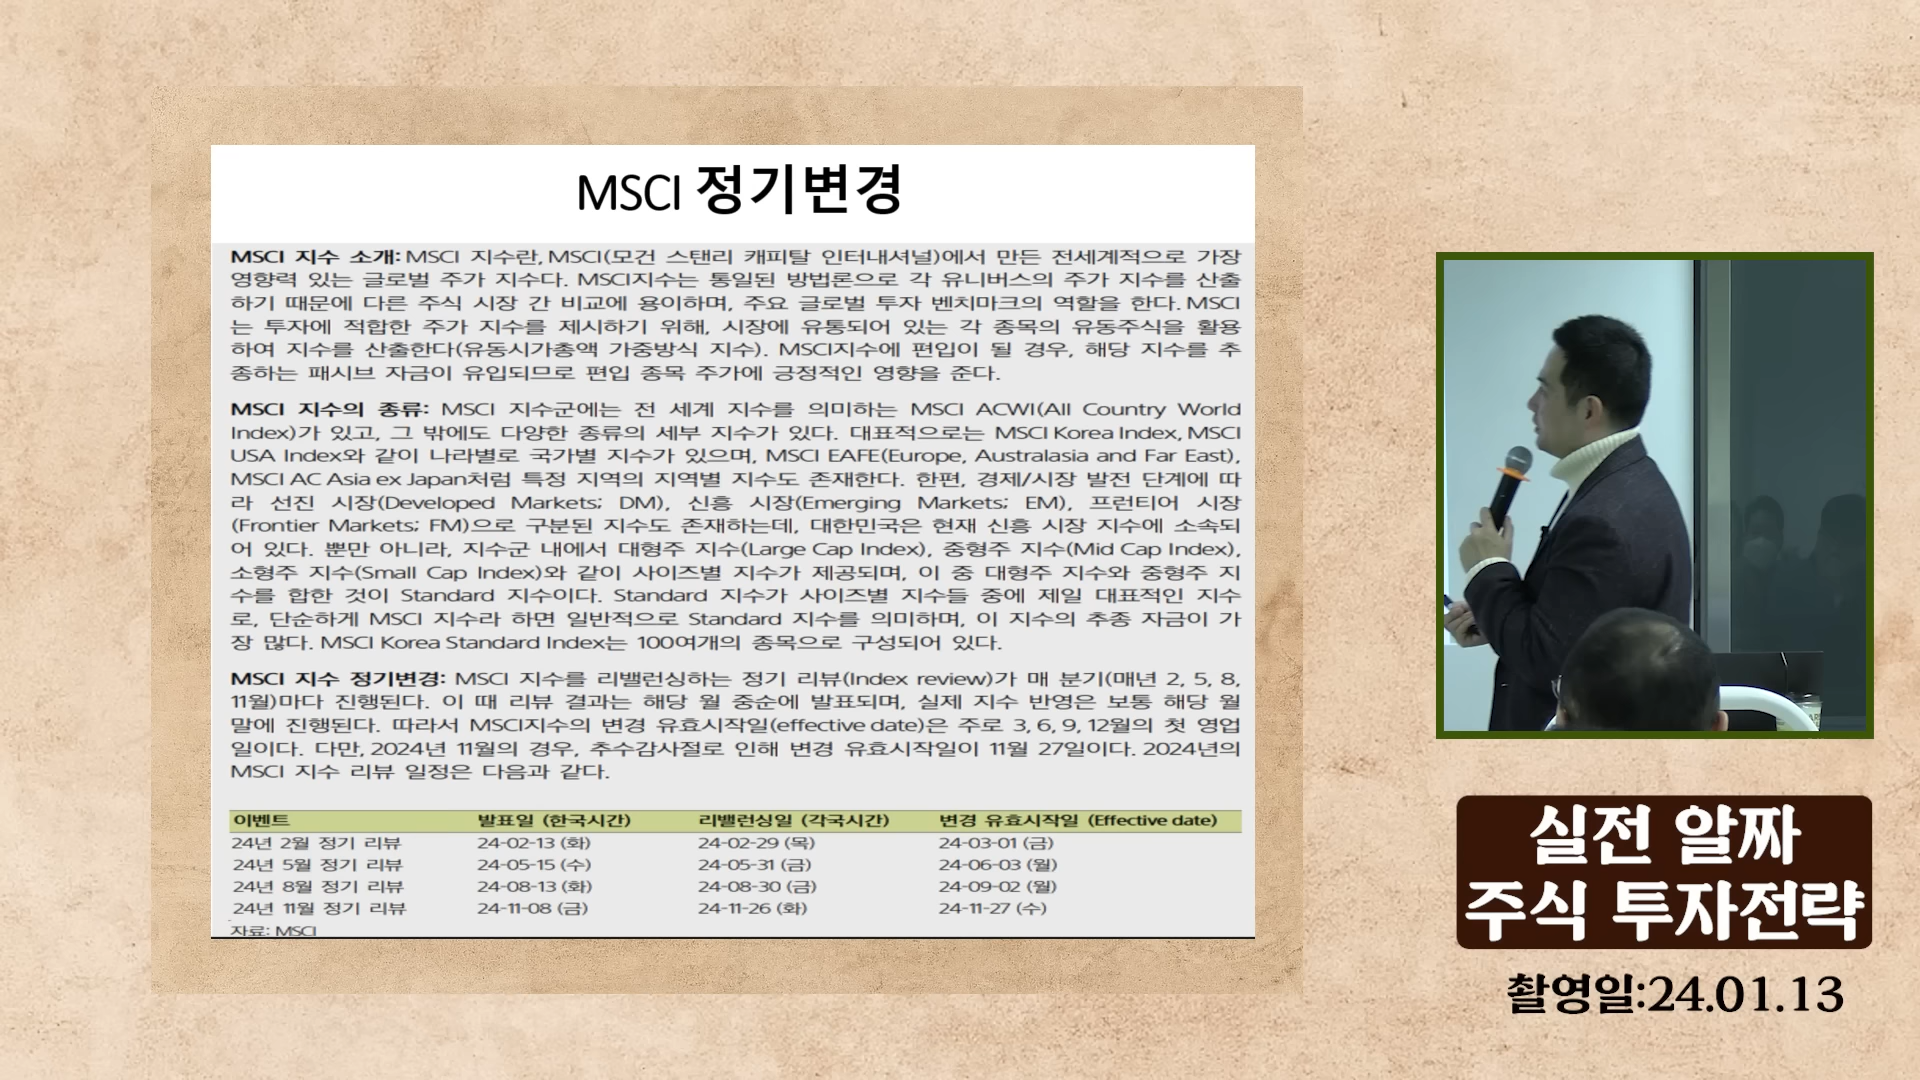 MSCI 정기변경
MSCI 지수 소개: MSCI 지수란, MSCI(모건 스탠리 캐피탈 인터내셔널)에서 만든 전세계적으로 가장
영향력 있는 글로벌 주가 지수다. MSCI지수는 통일된 방법론으로 각 유니버스의 주가 지수를 산출
하기 때문에 다른 주식 시장 간 비교에 용이하며, 주요 글로벌 투자 벤치마크의 역할을 한다. MSCI
는 투자에 적합한 주가 지수를 제시하기 위해, 시장에 유통되어 있는 각 종목의 유동주식을 활용
하여 지수를 산출한다(유동시가총액 가중방식 지수). MSCI지수에 편입이 될 경우, 해당 지수를 추
종하는 패시브 자금이 유입되므로 편입 종목 주가에 긍정적인 영향을 준다.
MSCI 지수의 종류: MSCI 지수군에는 전 세계 지수를 의미하는 MSCI ACWI(All Country World
Index)가 있고, 그 밖에도 다양한 종류의 세부 지수가 있다. 대표적으로는 MSCI Korea Index, MSCI
USA Index와 같이 나라별로 국가별 지수가 있으며, MSCI EAFE(Europe, Australasia and Far East),
MSCI AC Asia ex Japan처럼 특정 지역의 지역별 지수도 존재한다. 한편, 경제/시장 발전 단계에 따
라 선진 시장(Developed Markets; DM), 신흥 시장(Emerging Markets; EM), 프런티어 시장
(Frontier Markets; FM)으로 구분된 지수도 존재하는데, 대한민국은 현재 신흥 시장 지수에 소속되
어 있다. 뿐만 아니라, 지수군 내에서 대형주 지수(Large Cap Index), 중형주 지수(Mid Cap Index),
소형주 지수(Small Cap Index)와 같이 사이즈별 지수가 제공되며, 이 중 대형주 지수와 중형주 지
수를 합한 것이 Standard 지수이다. Standard 지수가 사이즈별 지수들 중에 제일 대표적인 지수
로, 단순하게 MSCI 지수라 하면 일반적으로 Standard 지수를 의미하며, 이 지수의 추종 자금이 가
장 많다. MSCI Korea Standard Index는 100여개의 종목으로 구성되어 있다.
MSCI 지수 정기변경: MSCI 지수를 리밸런싱하는 정기 리뷰(Index review)가 매 분기(매년 2, 5, 8,
11월)마다 진행된다. 이 때 리뷰 결과는 해당 월 중순에 발표되며, 실제 지수 반영은 보통 해당 월
말에 진행된다. 따라서 MSCI지수의 변경 유효시작일(effective date)은 주로 3, 6, 9, 12월의 첫 영업
일이다. 다만, 2024년 11월의 경우, 추수감사절로 인해 변경 유효시작일이 11월 27일이다. 2024년의
MSCI 지수 리뷰 일정은 다음과 같다.
이벤트 발표일 (한국시간) 리밸런싱일 (각국시간) 변경 유효시작일 (Effective date)
24년 2월 정기 리뷰 24-02-13 (화) 24-02-29 (목) 24-03-01 (금)
24년 5월 정기 리뷰 24-05-15 (수) 24-05-31 (금) 24-06-03 (월)
24년 8월 정기 리뷰 24-08-13 (화) 24-08-30 (금) 24-09-02 (월)
24년 11월 정기 리뷰 24-11-08 (금) 24-11-26 (화) 24-11-27 (수)
자료: MSCI
실전 알짜
주식 투자전략
촬영일:24.01.13